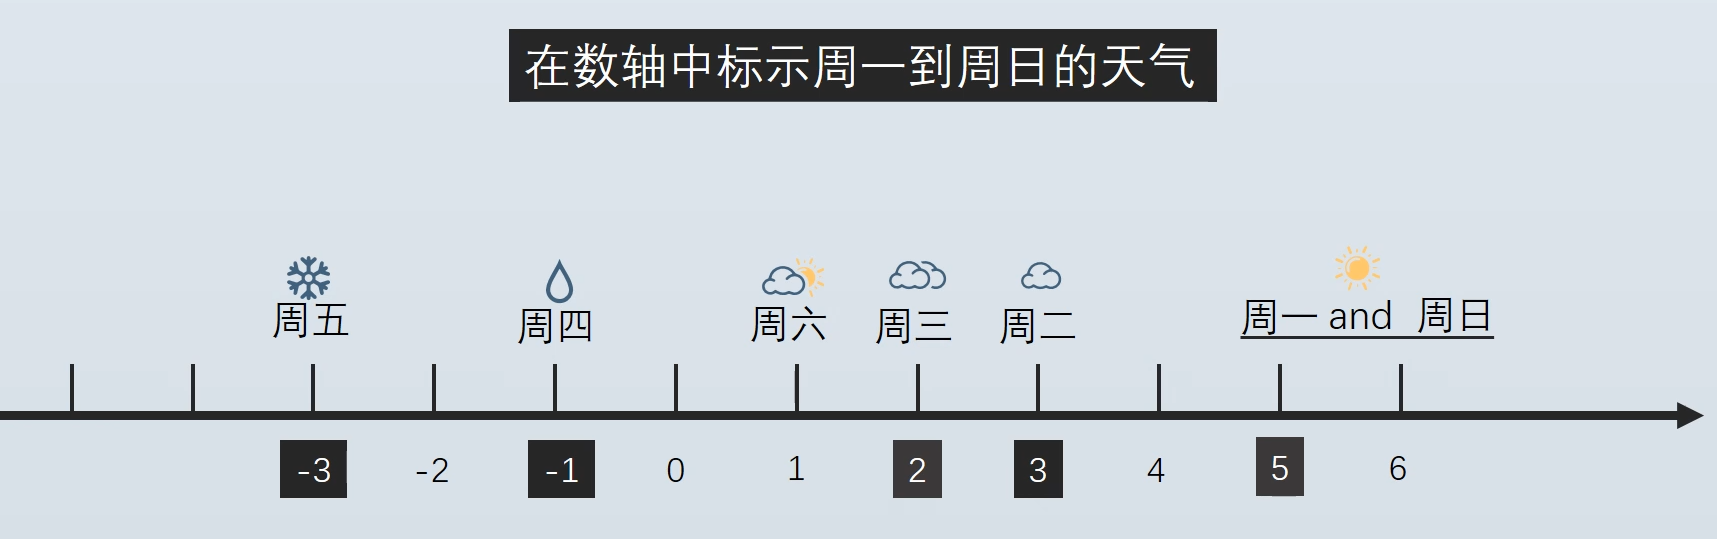 在数轴中标示周一到周日的天气
周五 周四 周六 周三 周二 周一 and 周日
-3 -2 -1 0 1 2 3 4 5 6